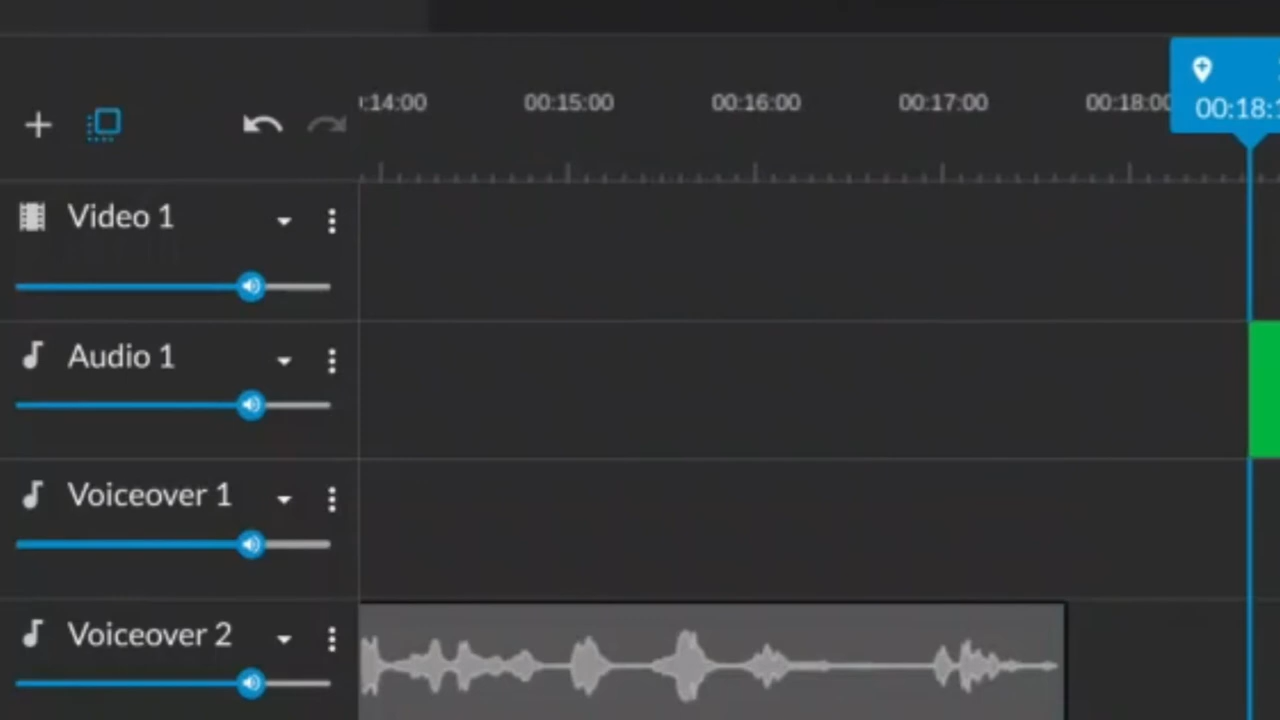 :14:00 00:15:00 00:16:00 00:17:00 00:18:00
00:18:1
Video 1
Audio 1
Voiceover 1
Voiceover 2